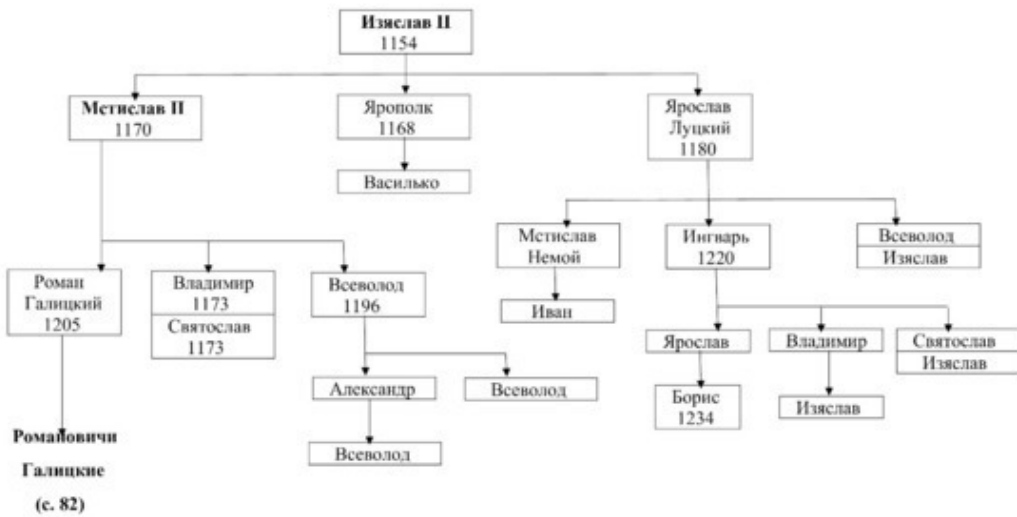 Изяслав II
1154
Мстислав II
1170
Ярополк
1168
Ярослав
Луцкий
1180
Василько
Мстислав
Немой
Ингварь
1220
Всеволод
Изяслав
Роман
Галицкий
1205
Владимир
1173
Святослав
1173
Всеволод
1196
Иван
Ярослав
Владимир
Святослав
Изяслав
Александр
Всеволод
Борис
1234
Изяслав
Романовичи
Галицкие
(с. 82)
Всеволод